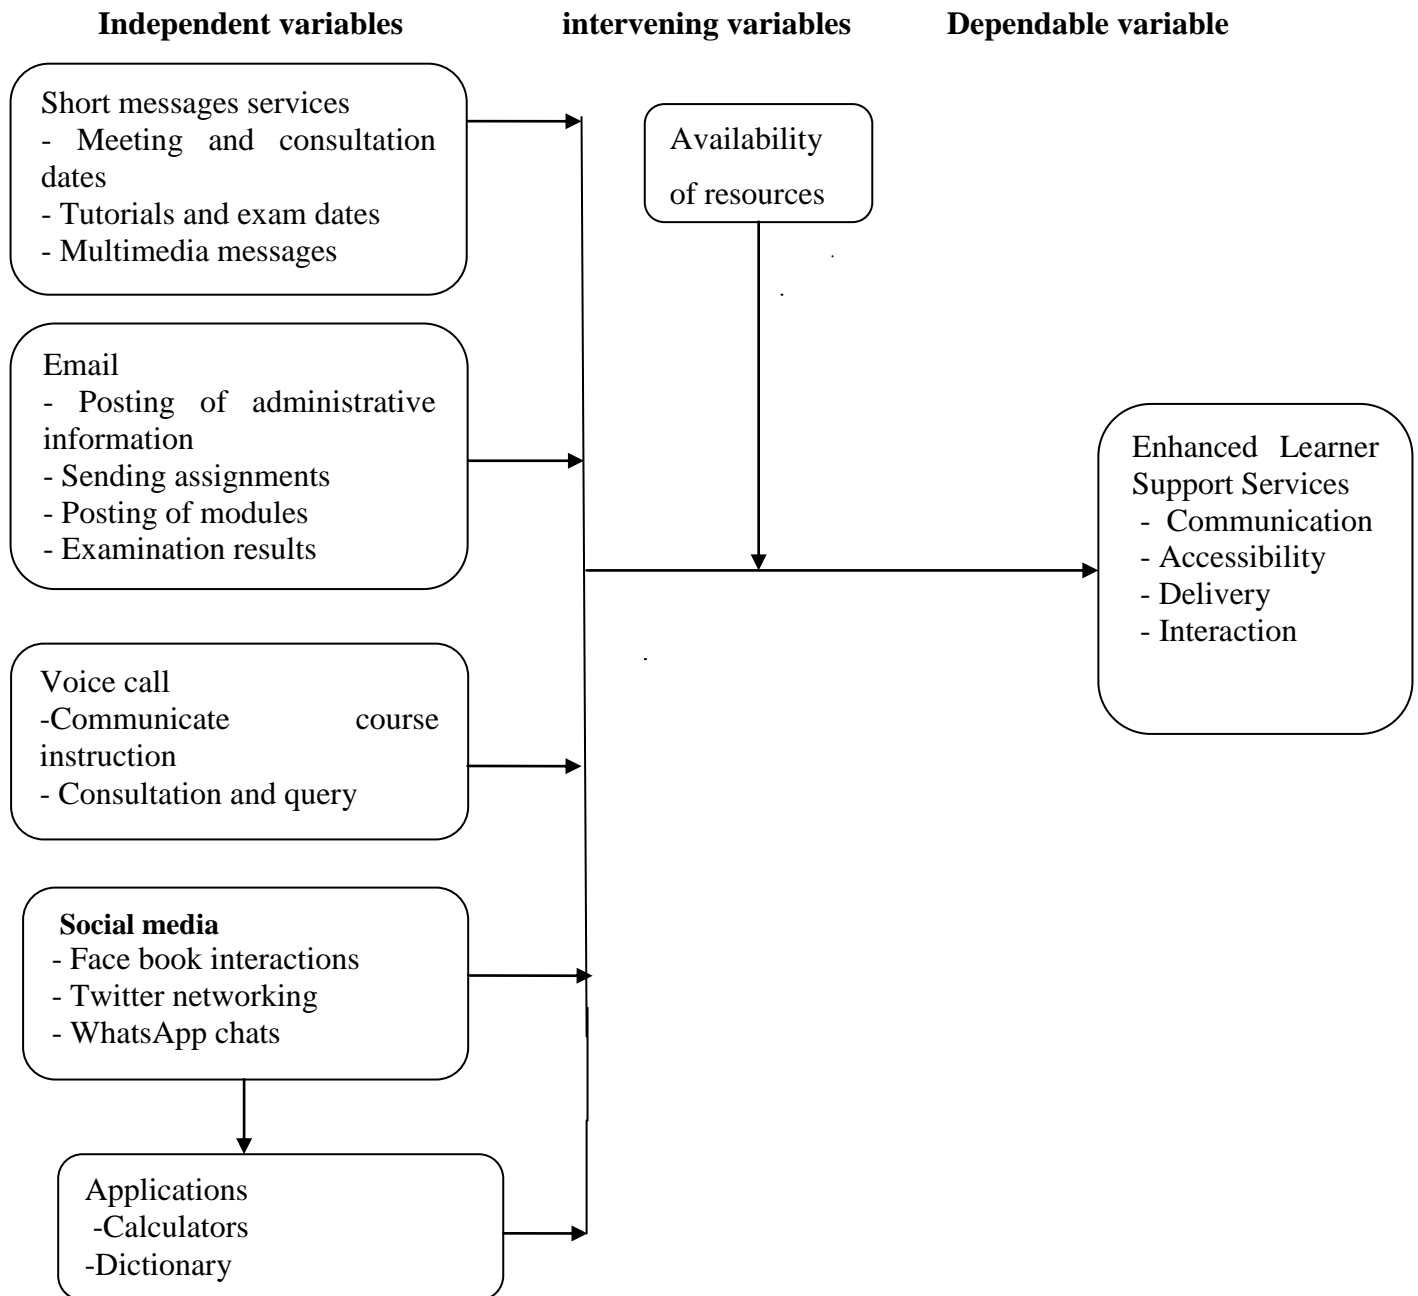 Independent variables intervening variables Dependable variable
Short messages services
- Meeting and consultation
dates
- Tutorials and exam dates
- Multimedia messages
Availability
of resources
Email
- Posting of administrative
information
- Sending assignments
- Posting of modules
- Examination results
Enhanced Learner
Support Services
- Communication
- Accessibility
- Delivery
- Interaction
Voice call
-Communicate course
instruction
- Consultation and query
Social media
- Face book interactions
- Twitter networking
- WhatsApp chats
Applications
-Calculators
-Dictionary